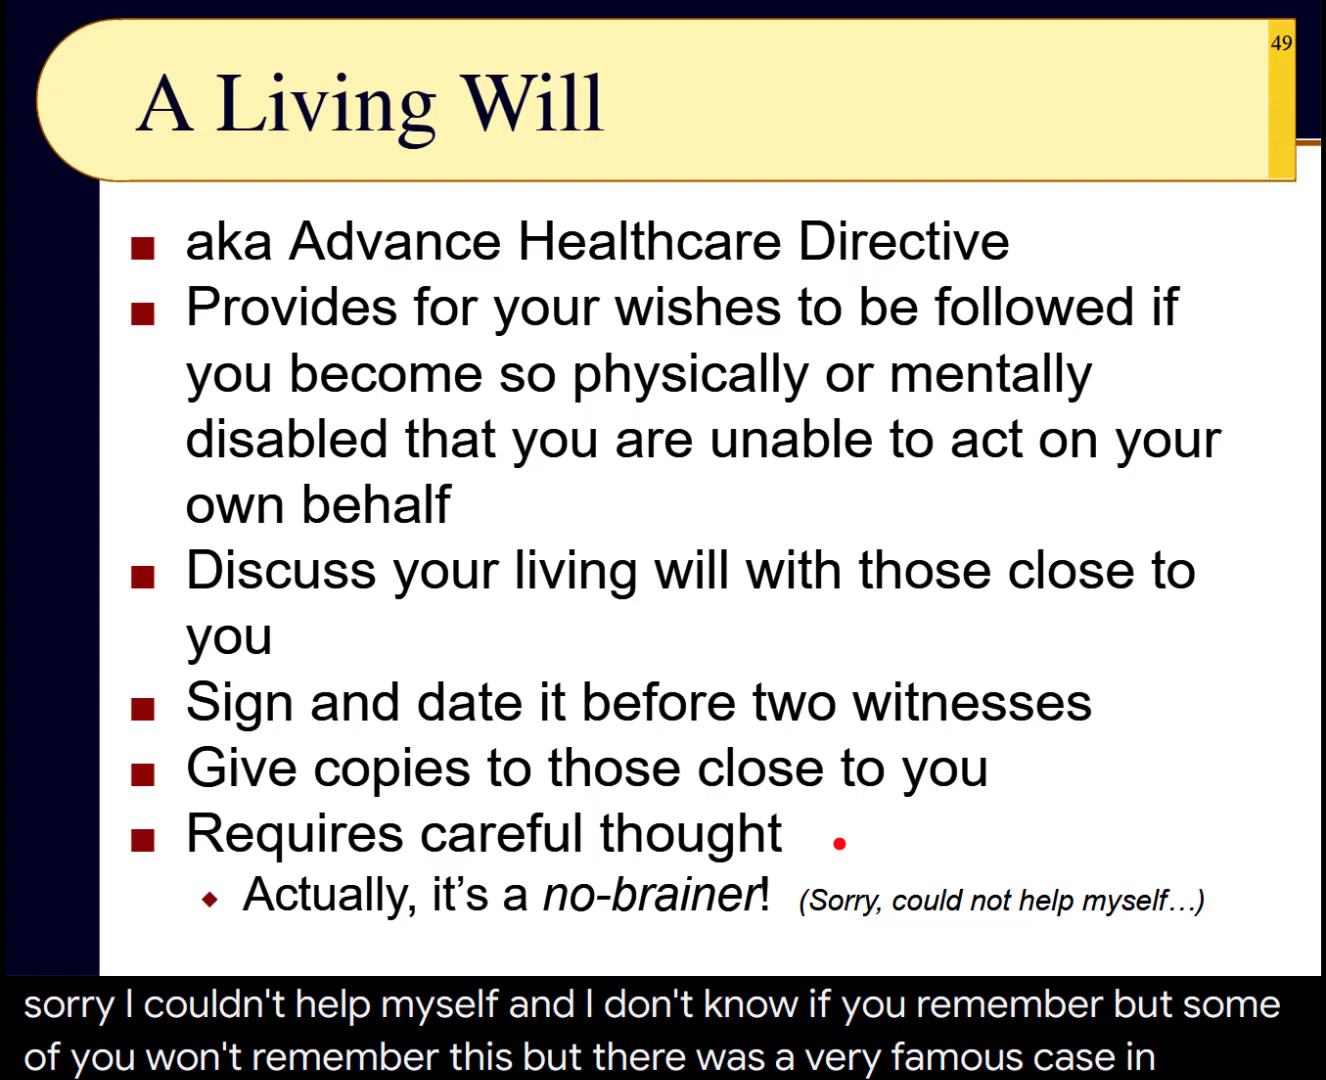 49
A Living Will
aka Advance Healthcare Directive
Provides for your wishes to be followed if
you become so physically or mentally
disabled that you are unable to act on your
own behalf
Discuss your living will with those close to
you
Sign and date it before two witnesses
Give copies to those close to you
Requires careful thought
Actually, it's a no-brainer! (Sorry, could not help myself…)
sorry I couldn't help myself and I don't know if you remember but some
of you won't remember this but there was a very famous case in